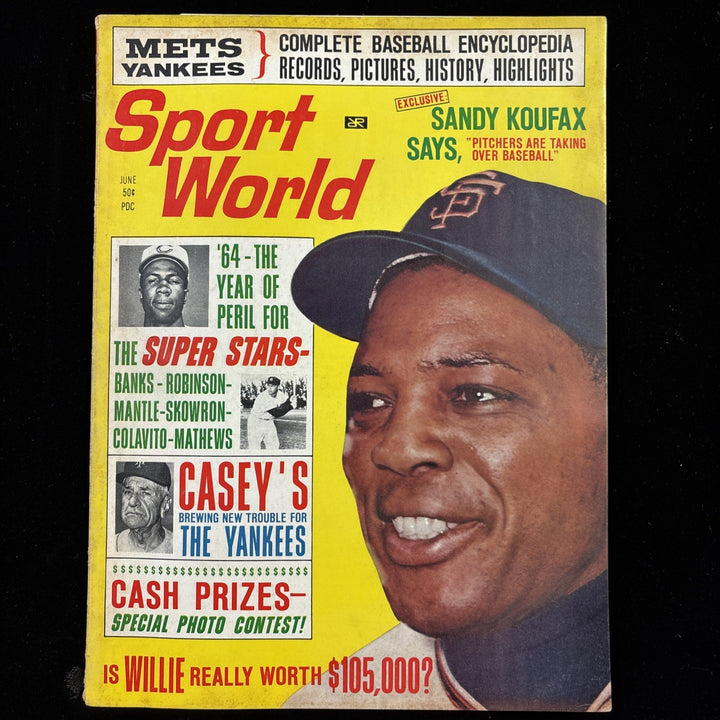 METS
YANKEES
COMPLETE BASEBALL ENCYCLOPEDIA
RECORDS, PICTURES, HISTORY, HIGHLIGHTS
Sport
World
JUNE
50¢
PDC
EXCLUSIVE:
SANDY KOUFAX
SAYS, "PITCHERS ARE TAKING
OVER BASEBALL"
SF
'64-THE
YEAR OF
PERIL FOR
THE SUPER STARS-
BANKS-ROBINSON-
MANTLE-SKOWRON-
COLAVITO-MATHEWS
CASEY'S
BREWING NEW TROUBLE FOR
THE YANKEES
$$$$$$$$$$$$$$$$$$$$$$$$$
CASH PRIZES—
SPECIAL PHOTO CONTEST!
IS WILLIE REALLY WORTH $105,000?